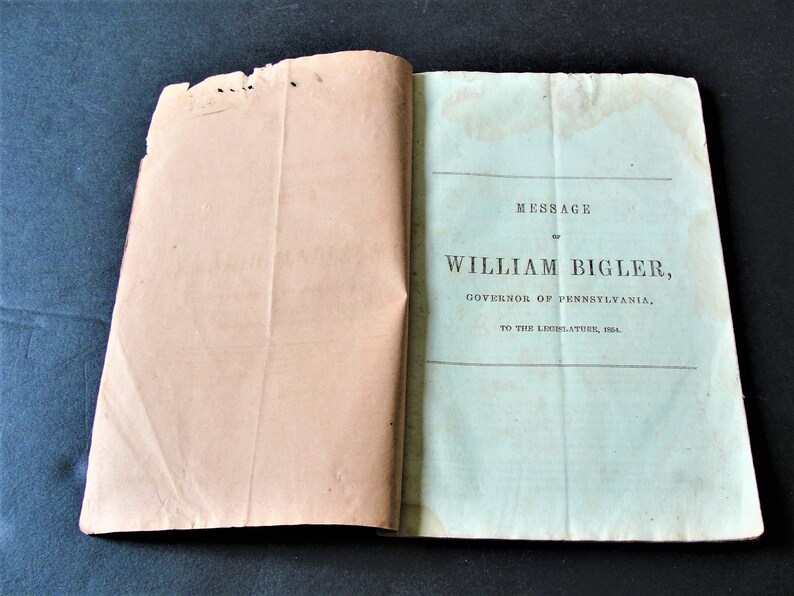 MESSAGE
OF
WILLIAM BIGLER,
GOVERNOR OF PENNSYLVANIA,
TO THE LEGISLATURE, 1854.